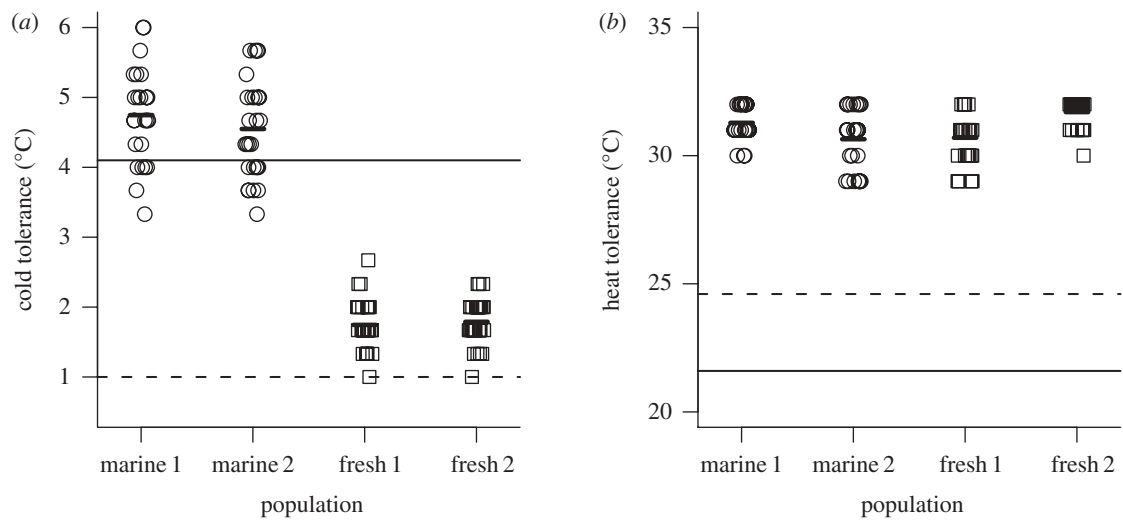 (a)
cold tolerance (°C)
6
5
4
3
2
1
marine 1 marine 2 fresh 1 fresh 2
population
(b)
heat tolerance (°C)
35
30
25
20
marine 1 marine 2 fresh 1 fresh 2
population